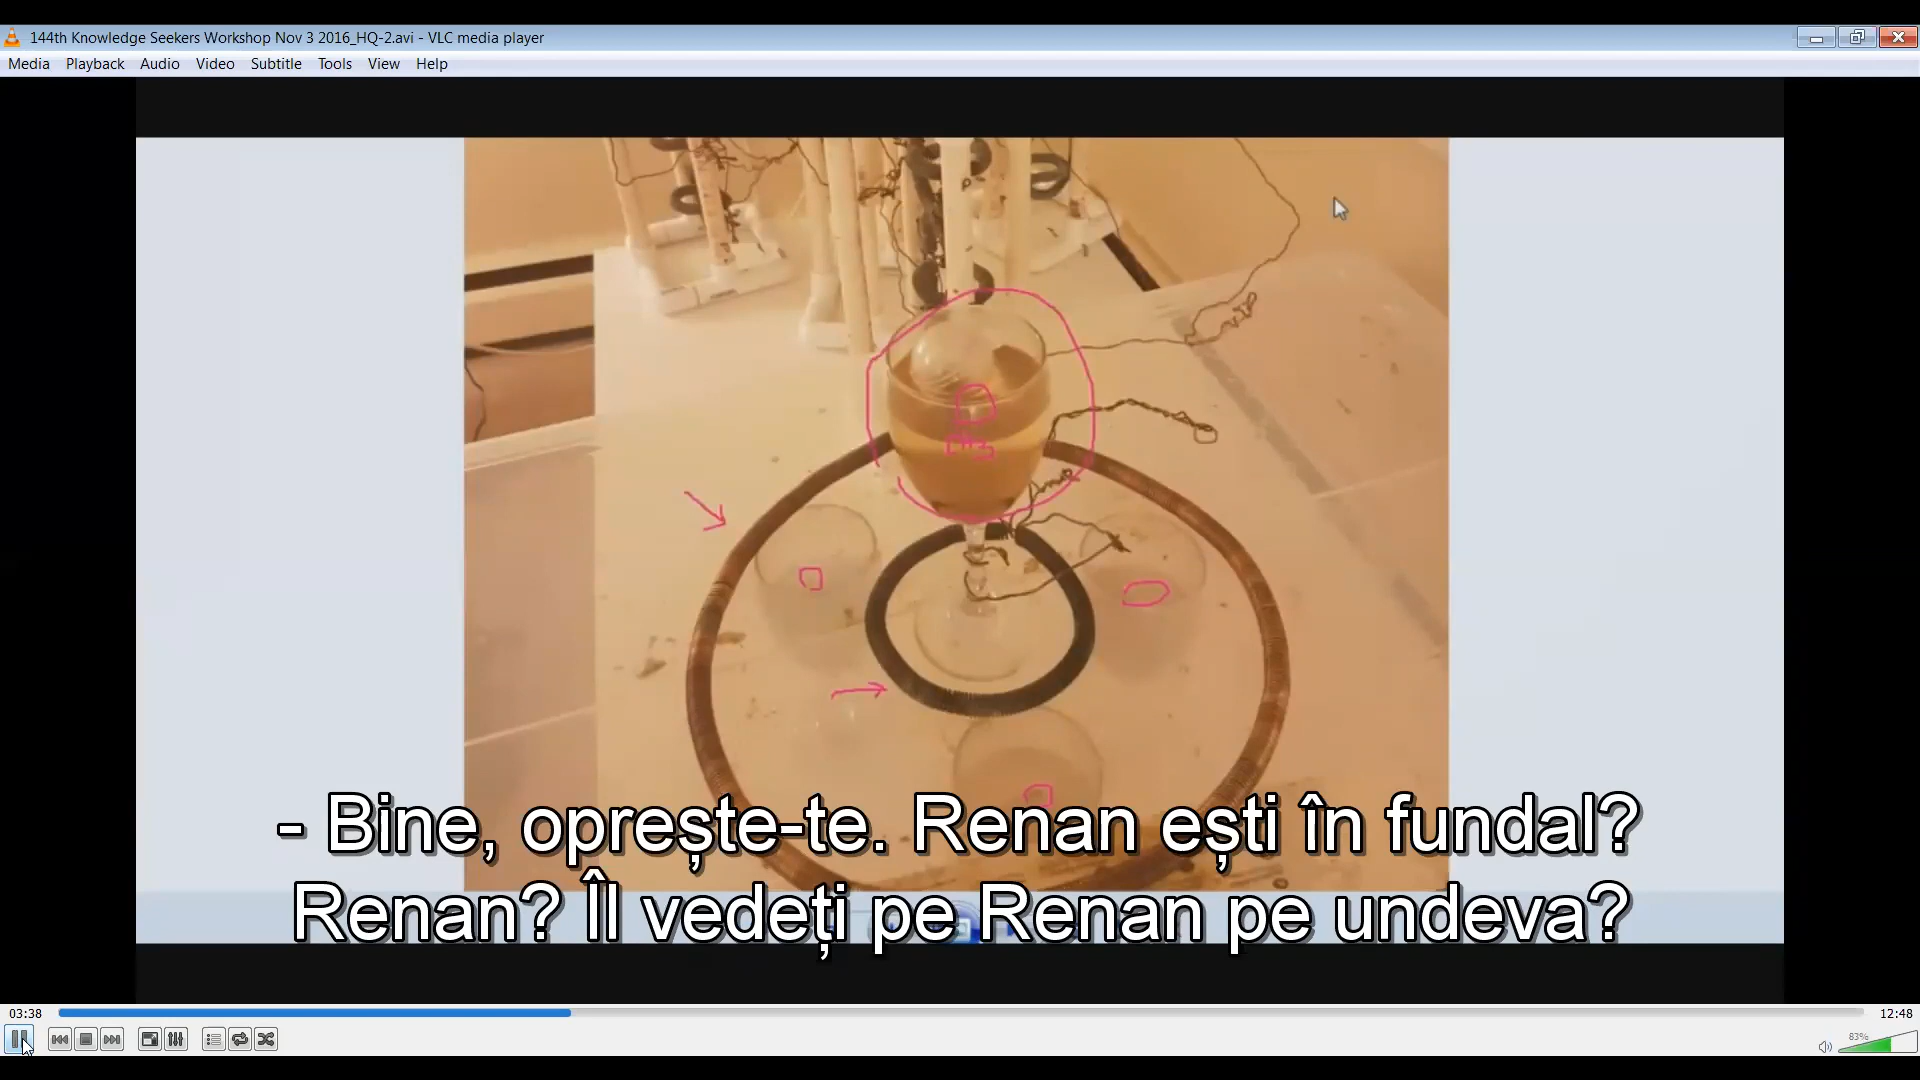 144th Knowledge Seekers Workshop Nov 3 2016_HQ-2.avi - VLC media player
Media Playback Audio Video Subtitle Tools View Help
- Bine, oprește-te. Renan ești în fundal?
Renan? Îl vedeți pe Renan pe undeva?
03:38
12:48
83%